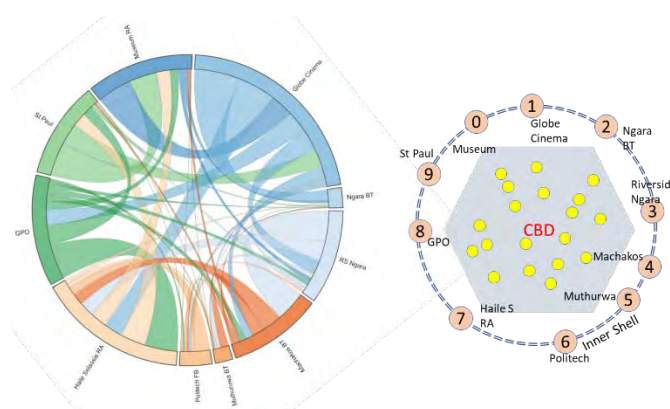 Museum RA
Globe Cinema
St Paul
Ngara BT
GPO
RS Ngara
Haile Selassie RA
Politech FB
Muthurwa BT
Machakos BT
1
0
Globe
Cinema
2
Ngara
BT
Museum
St Paul
9
Riversid
Ngara
3
8
GPO
CBD
Machakos
4
Muthurwa
5
Haile S
RA
7
Inner Shell
6
Politech